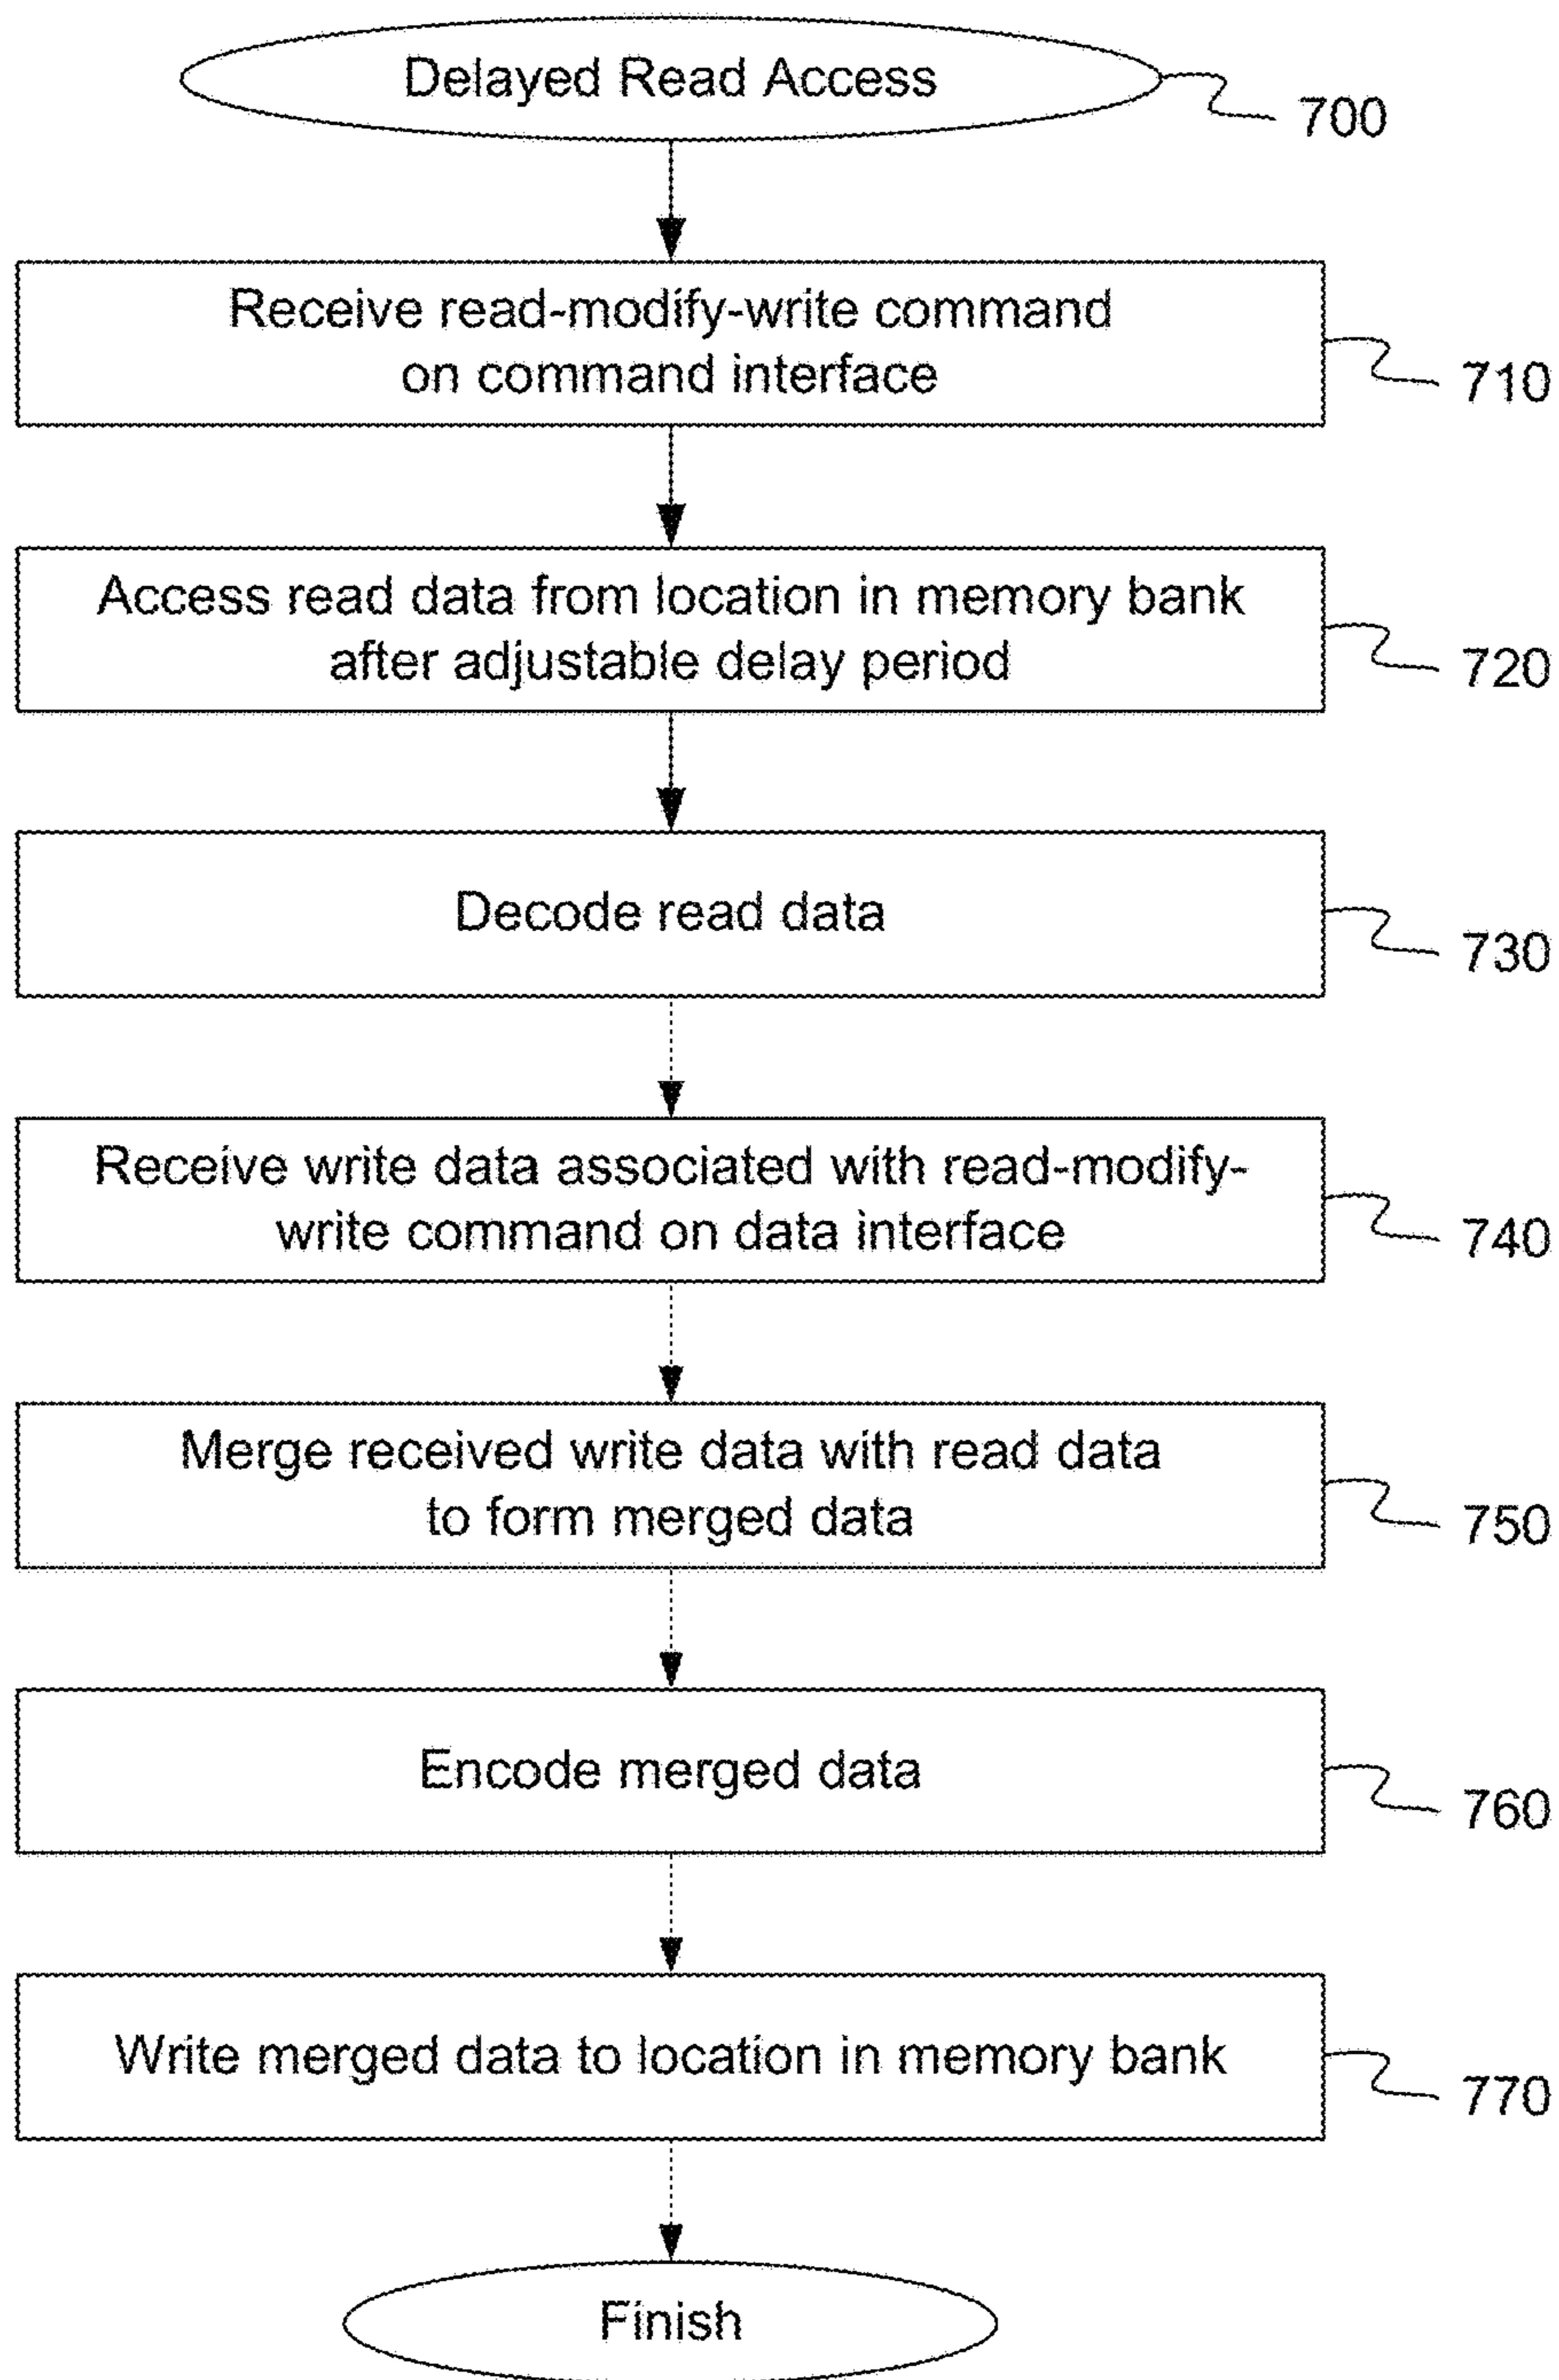 Delayed Read Access
700
Receive read-modify-write command
on command interface
710
Access read data from location in memory bank
after adjustable delay period
720
Decode read data
730
Receive write data associated with read-modify-
write command on data interface
740
Merge received write data with read data
to form merged data
750
Encode merged data
760
Write merged data to location in memory bank
770
Finish